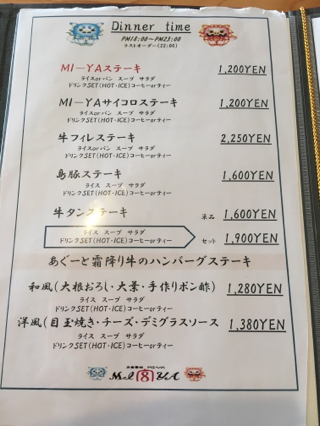 Dinner time
PM18:00~PM23:00
ラストオーダー(22:00)
MI-YAステーキ 1,200YEN
ライスorパン スープ サラダ
ドリンクSET(HOT・ICE)コーヒーorティー
MI-YAサイコロステーキ 1,200YEN
ライスorパン スープ サラダ
ドリンクSET(HOT・ICE)コーヒーorティー
牛フィレステーキ 2,250YEN
ライスorパン スープ サラダ
ドリンクSET(HOT・ICE)コーヒーorティー
島豚ステーキ 1,600YEN
ライス スープ サラダ
ドリンクSET(HOT・ICE)コーヒーorティー
牛タンステーキ 単品 1,600YEN
ライス スープ サラダ
ドリンクSET(HOT・ICE)コーヒーorティー セット 1,900YEN
あぐーと霜降り牛のハンバーグステーキ
和風(大根おろし・大葉・手作りポン酢) 1,280YEN
ライス スープ サラダ
ドリンクSET(HOT・ICE)コーヒーorティー
洋風(目玉焼き・チーズ・デミグラスソース 1,380YEN
ライス スープ サラダ
ドリンクSET(HOT・ICE)コーヒーorティー